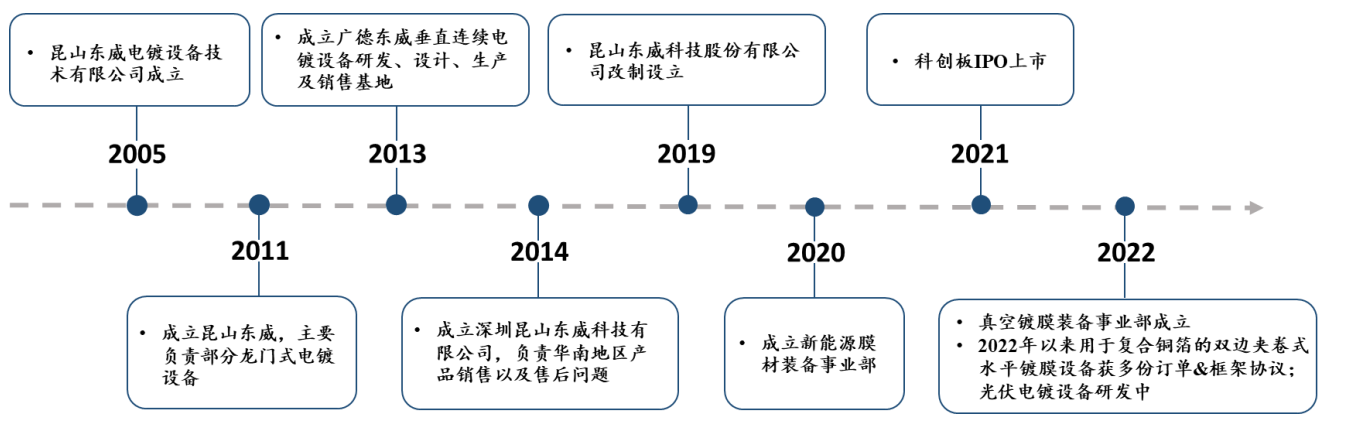 • 昆山东威电镀设备技
术有限公司成立
• 成立广德东威垂直连续电
镀设备研发、设计、生产
及销售基地
• 昆山东威科技股份有限公
司改制设立
• 科创板IPO上市
2005
2013
2019
2021
2011
2014
2020
2022
• 成立昆山东威，主要
负责部分龙门式电镀
设备
• 成立深圳昆山东威科技有
限公司，负责华南地区产
品销售以及售后问题
• 成立新能源膜
材装备事业部
• 真空镀膜装备事业部成立
• 2022年以来用于复合铜箔的双边夹卷式
水平镀膜设备获多份订单&框架协议；
光伏电镀设备研发中